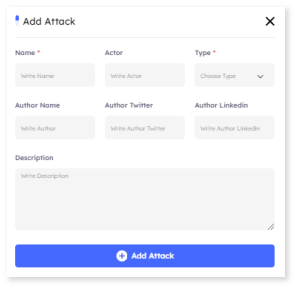 Add Attack
Name * Actor Type *
Write Name Write Actor Choose Type
Author Name Author Twitter Author Linkedin
Write Author Write Author Twitter Write Author Linkedin
Description
Write Description
Add Attack